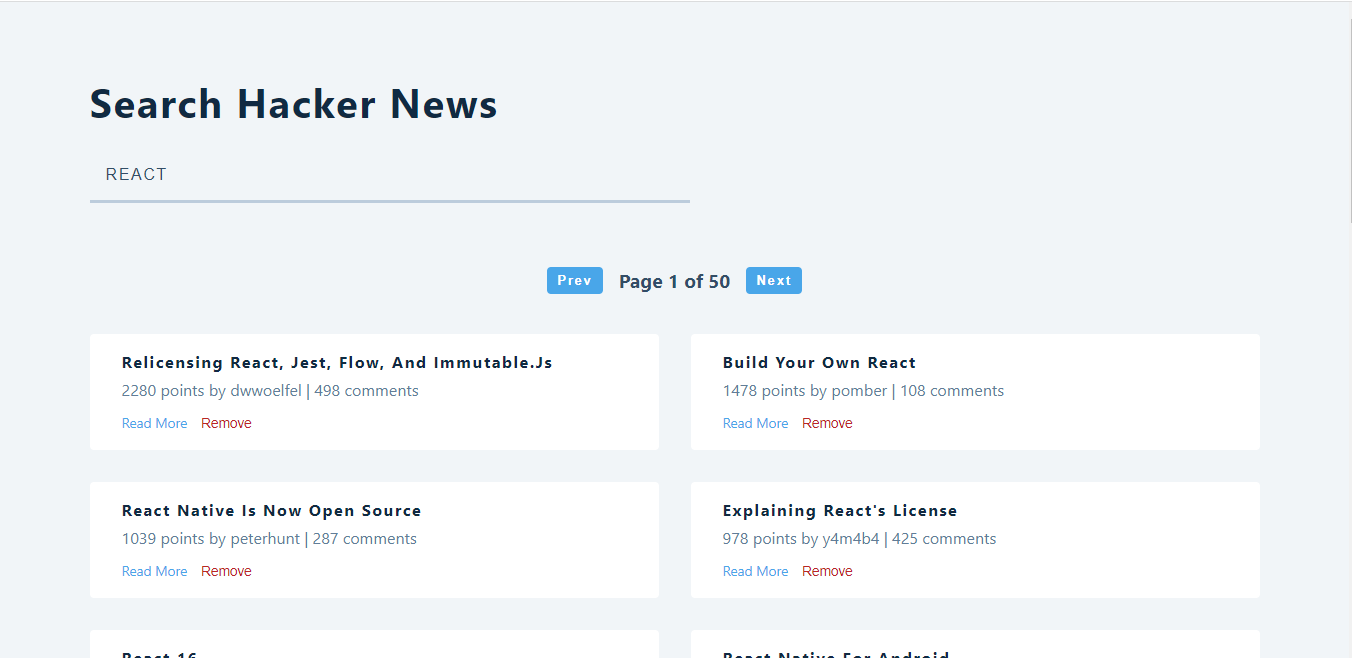 Search Hacker News
REACT
Prev Page 1 of 50 Next
Relicensing React, Jest, Flow, And Immutable.Js
2280 points by dwwoelfel | 498 comments
Read More Remove
Build Your Own React
1478 points by pomber | 108 comments
Read More Remove
React Native Is Now Open Source
1039 points by peterhunt | 287 comments
Read More Remove
Explaining React's License
978 points by y4m4b4 | 425 comments
Read More Remove
React 16
React Native For Android